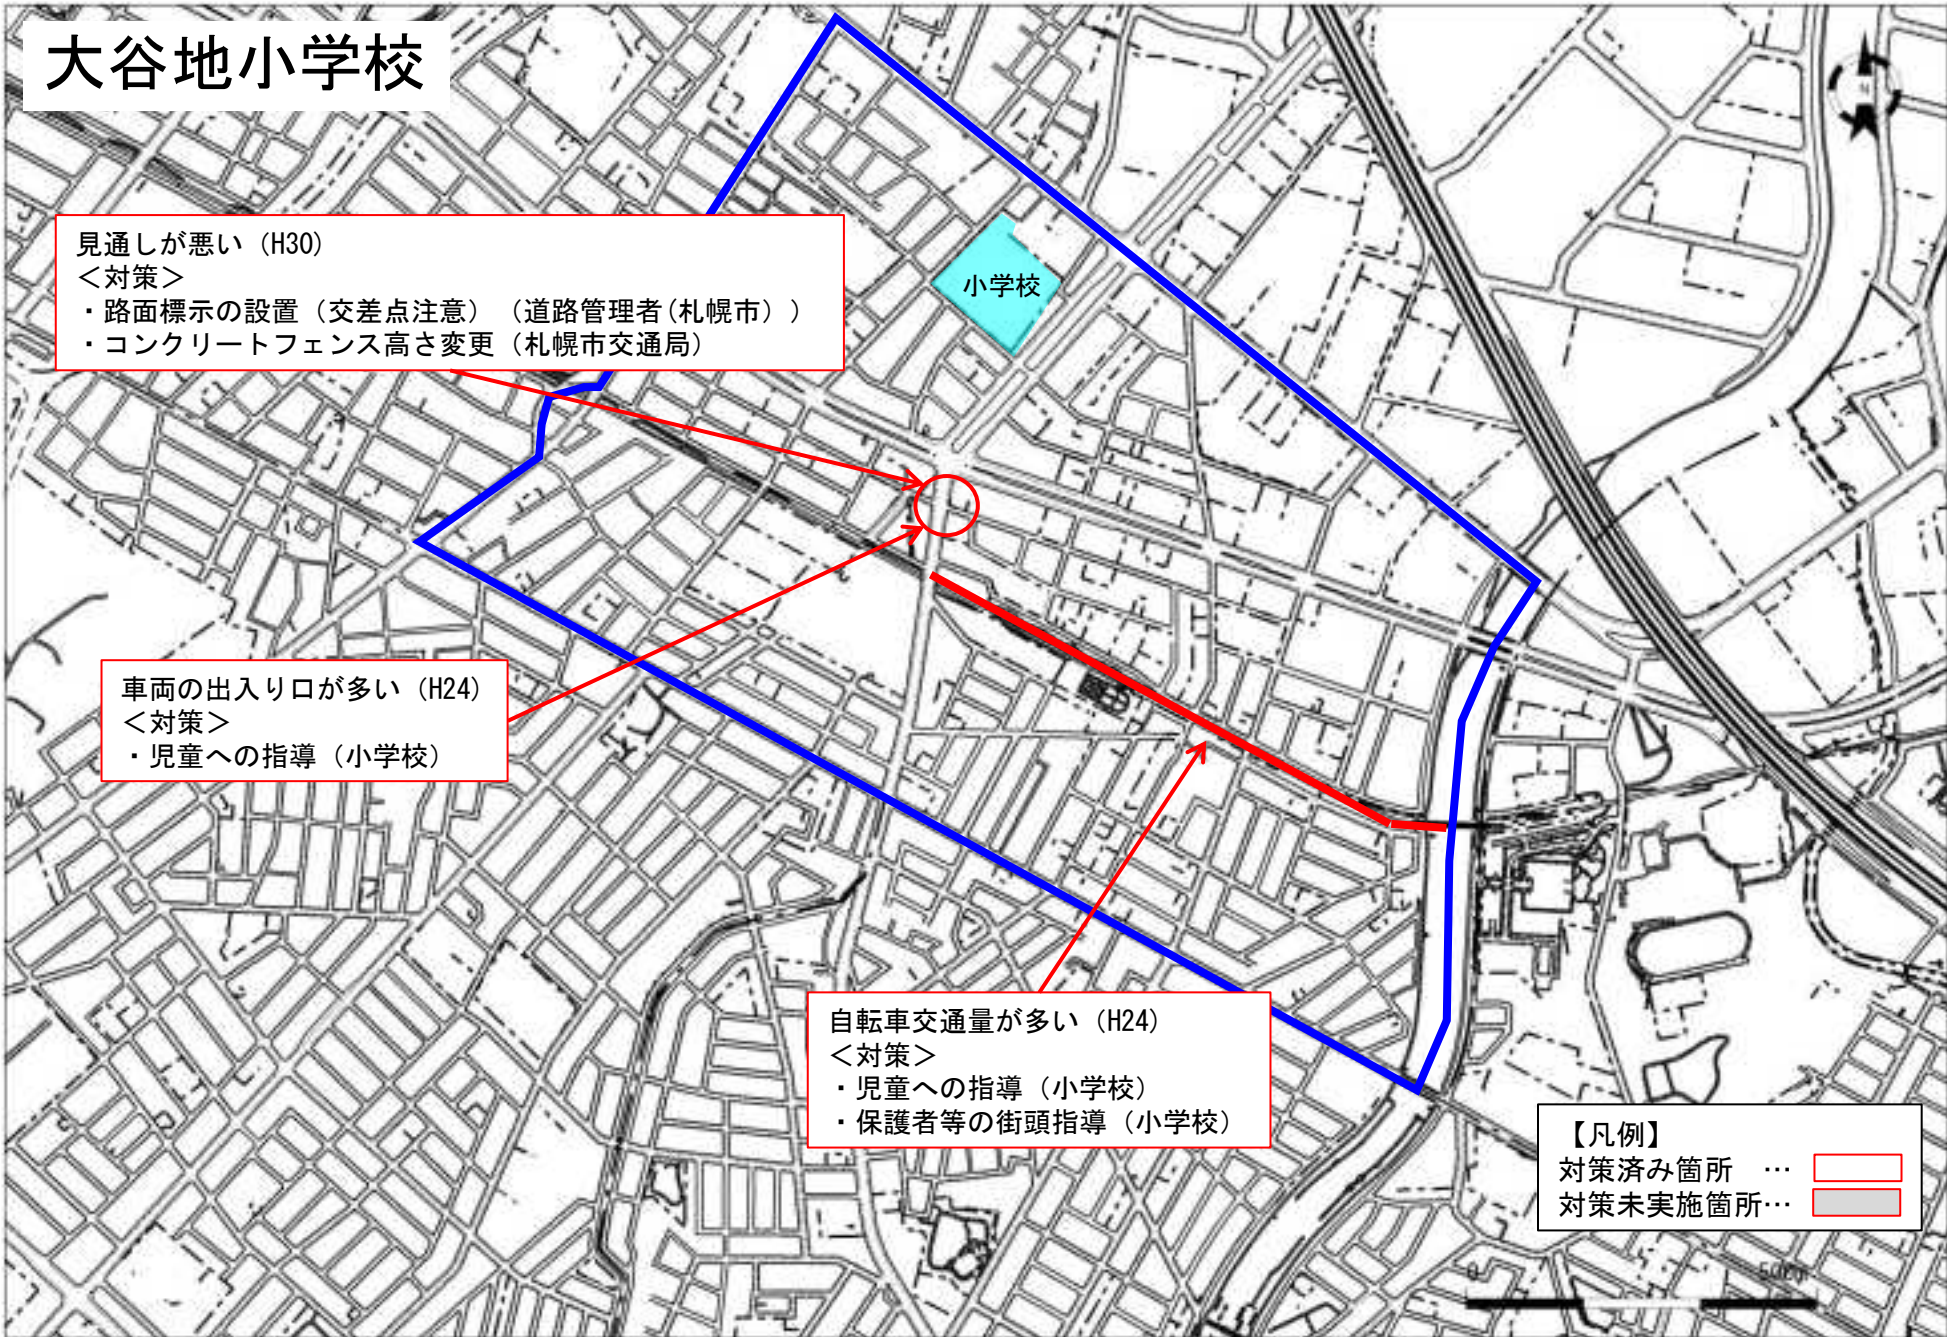 大谷地小学校
N
見通しが悪い（H30）
＜対策＞
・路面標示の設置（交差点注意）（道路管理者(札幌市））
・コンクリートフェンス高さ変更（札幌市交通局）
小学校
車両の出入り口が多い（H24）
＜対策＞
・児童への指導（小学校）
自転車交通量が多い（H24）
＜対策＞
・児童への指導（小学校）
・保護者等の街頭指導（小学校）
【凡例】
対策済み箇所　…
対策未実施箇所…
0 500m